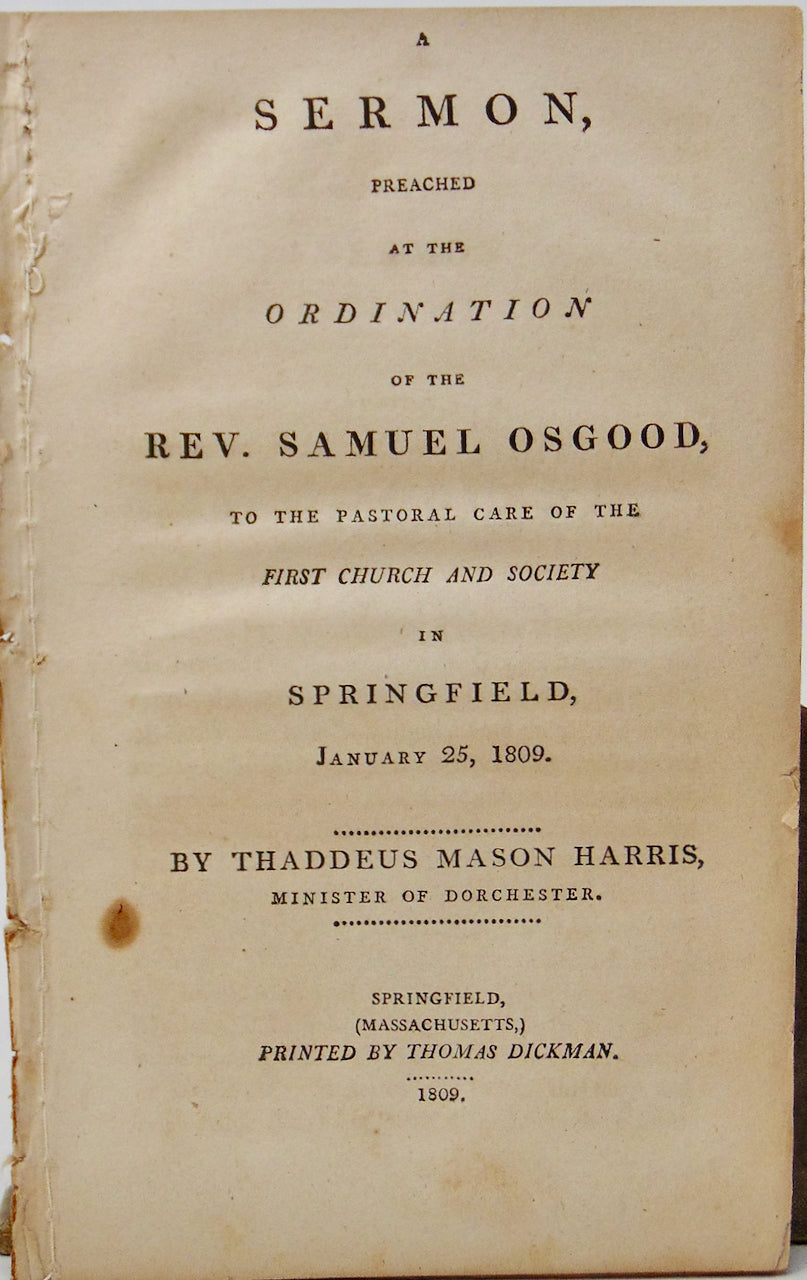 A
SERMON,
PREACHED
AT THE
ORDINATION
OF THE
REV. SAMUEL OSGOOD,
TO THE PASTORAL CARE OF THE
FIRST CHURCH AND SOCIETY
IN
SPRINGFIELD,
JANUARY 25, 1809.
BY THADDEUS MASON HARRIS,
MINISTER OF DORCHESTER.
SPRINGFIELD,
(MASSACHUSETTS,)
PRINTED BY THOMAS DICKMAN.
1809.